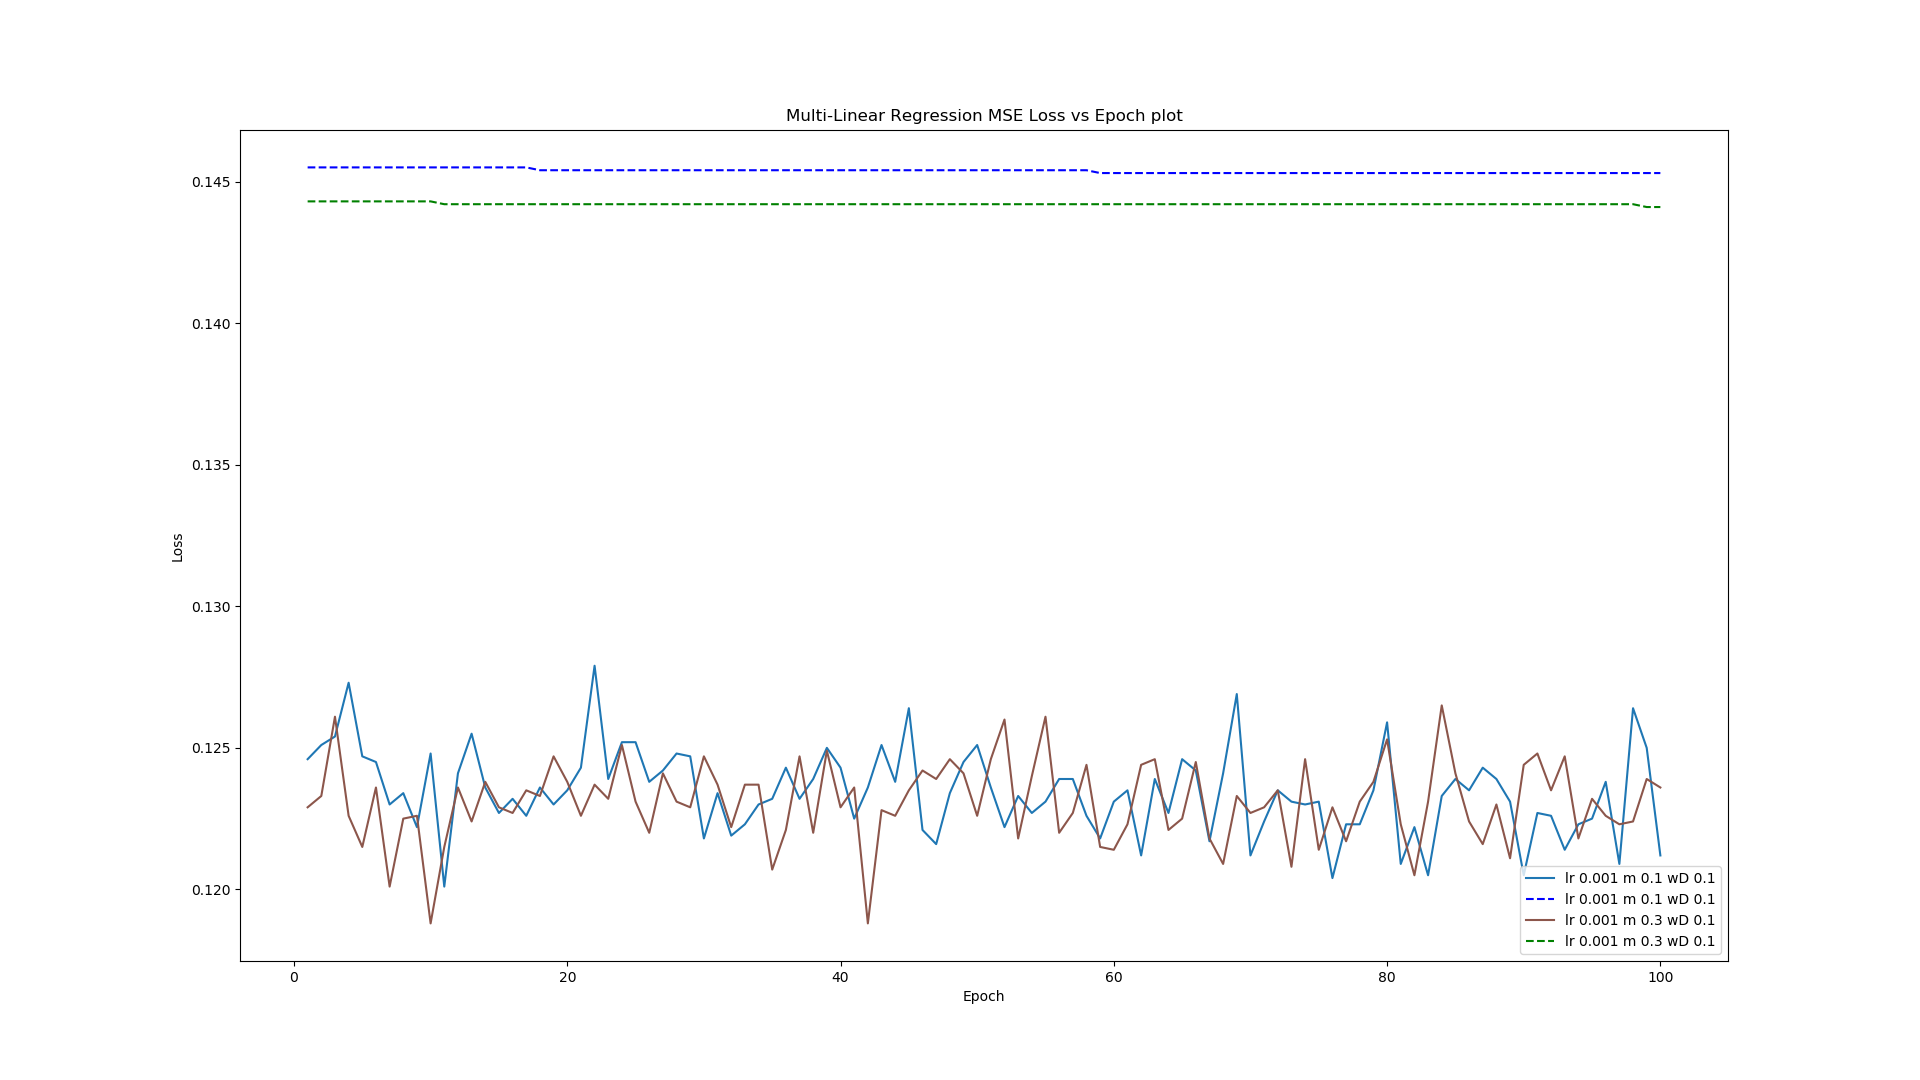 Multi-Linear Regression MSE Loss vs Epoch plot
0.145
0.140
0.135
0.130
0.125
0.120
Loss
0
20
40
60
80
100
Epoch
lr 0.001 m 0.1 wD 0.1
lr 0.001 m 0.1 wD 0.1
lr 0.001 m 0.3 wD 0.1
lr 0.001 m 0.3 wD 0.1